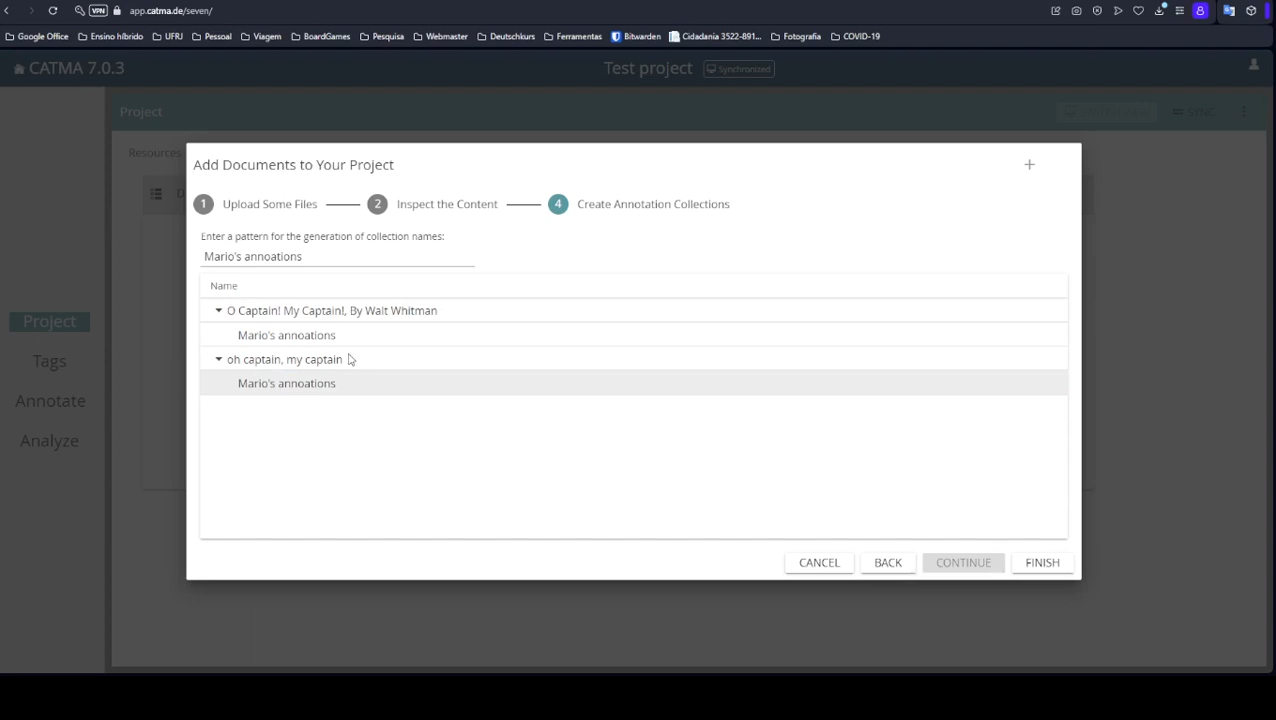 VPN app.catma.de/seven/
Google Office Ensino híbrido UFRJ Pessoal Viagem BoardGames Pesquisa Webmaster Deutschkurs Ferramentas Bitwarden Cidadania 3522-891... Fotografia COVID-19
CATMA 7.0.3 Test project Synchronized
Project SYNC
Resources
Add Documents to Your Project
1 Upload Some Files 2 Inspect the Content 4 Create Annotation Collections
Enter a pattern for the generation of collection names:
Mario's annoations
Name
O Captain! My Captain!, By Walt Whitman
Mario's annoations
oh captain, my captain
Mario's annoations
Project
Tags
Annotate
Analyze
CANCEL BACK CONTINUE FINISH